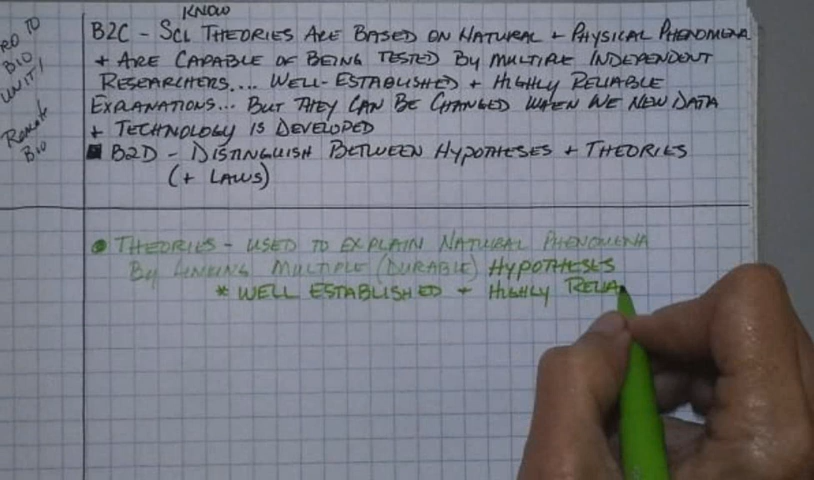 KNOW
B2C - Sci THEORIES ARE BASED ON NATURAL + PHYSICAL PHENOMENA
+ ARE CAPABLE OF BEING TESTED BY MULTIPLE INDEPENDENT
RESEARCHERS... WELL-ESTABLISHED + HIGHLY RELIABLE
EXPLANATIONS... BUT THEY CAN BE CHANGED WHEN WE NEW DATA
+ TECHNOLOGY IS DEVELOPED
B2D - DISTINGUISH BETWEEN HYPOTHESES + THEORIES
(+ LAWS)
RO TO
BIO
UNIT!
BIO
THEORIES - USED TO EXPLAIN NATURAL PHENOMENA
BY LINKING MULTIPLE (DURABLE) HYPOTHESES
* WELL ESTABLISHED + HIGHLY RELIA